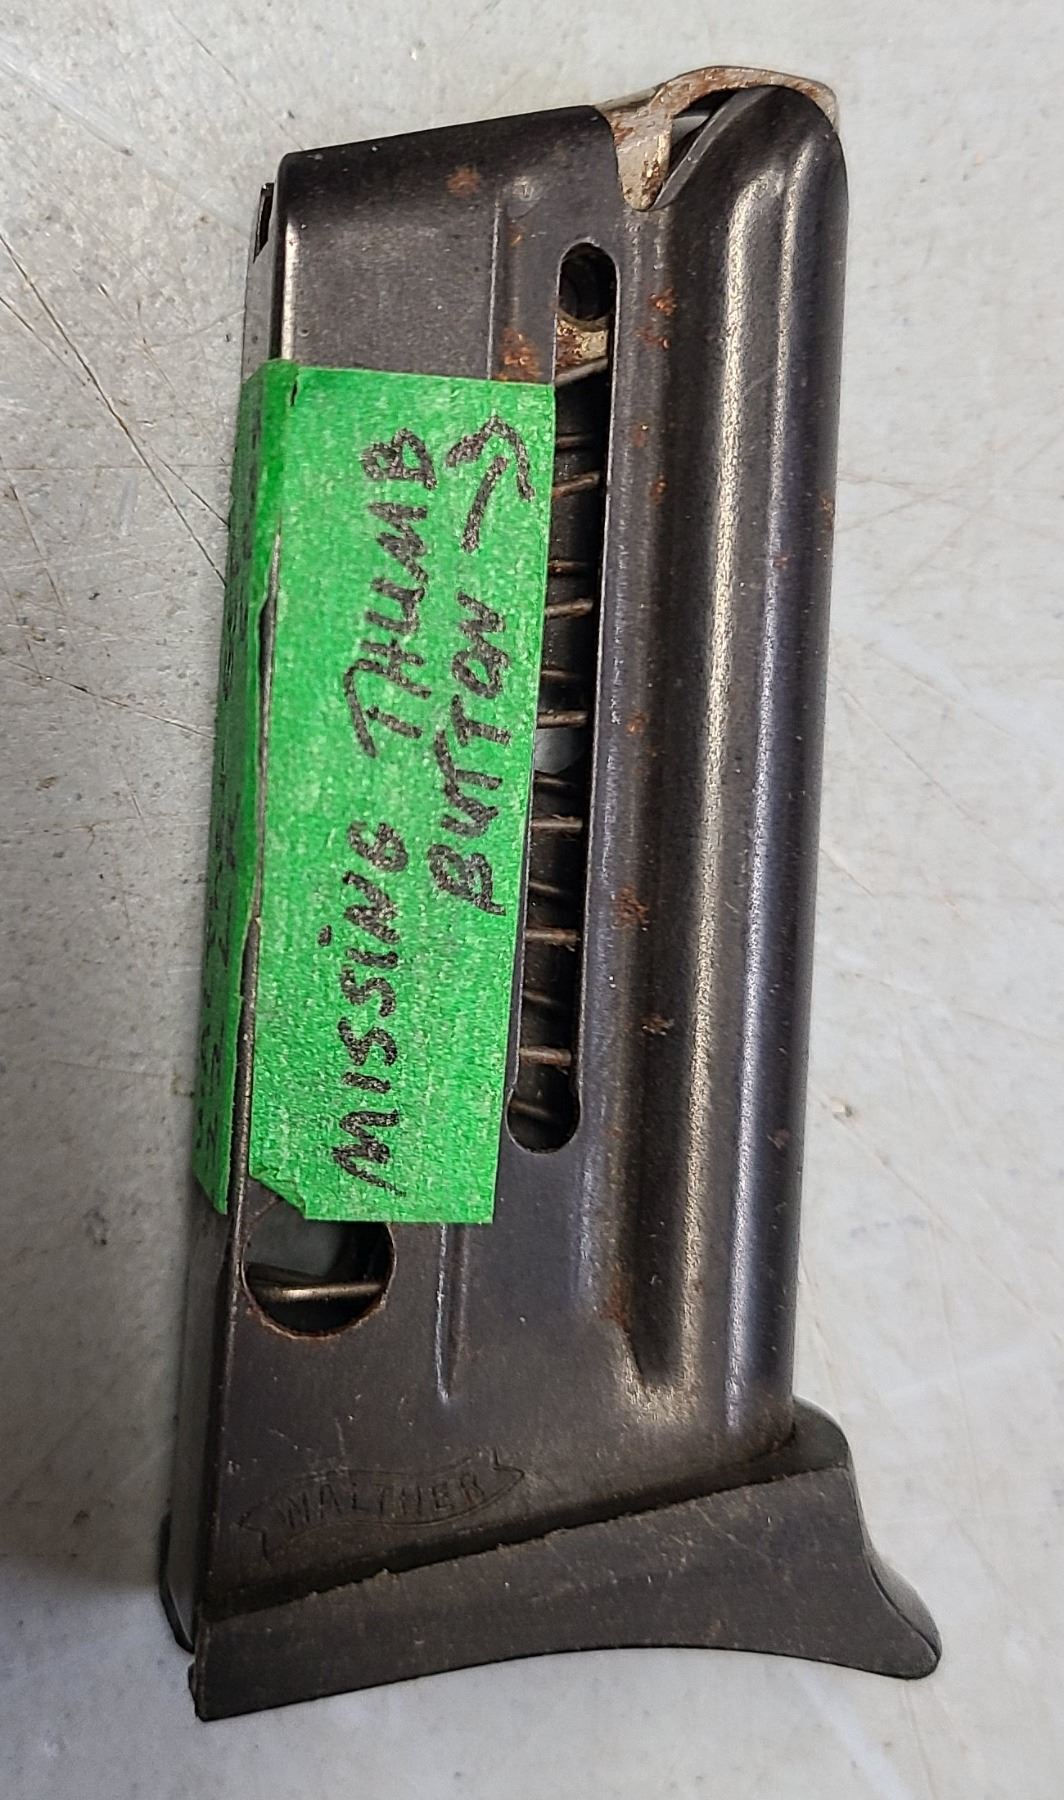 MISSING THUMB
BUTTON →
WALTHER